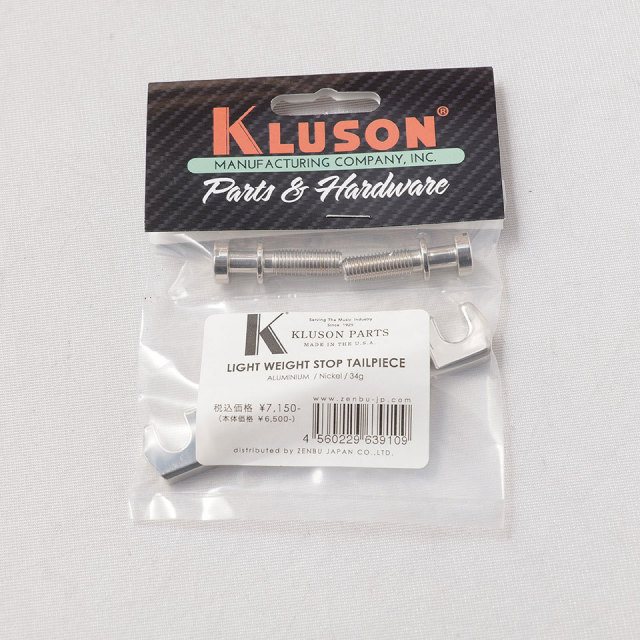 KLUSON®
MANUFACTURING COMPANY, INC.
Parts & Hardware
Serving The Music Industry
Since 1925
K KLUSON PARTS
MADE IN THE U.S.A.
LIGHT WEIGHT STOP TAILPIECE
ALUMINIUM / Nickel / 34g
税込価格 ¥7,150-
(本体価格 ¥6,500-)
www.zenbu-jp.com
4 560229 639109
distributed by ZENBU JAPAN CO.,LTD.